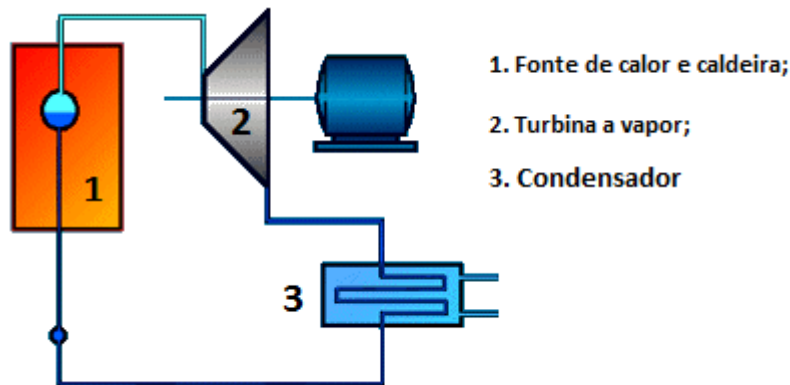 1. Fonte de calor e caldeira;
2. Turbina a vapor;
3. Condensador
1
2
3